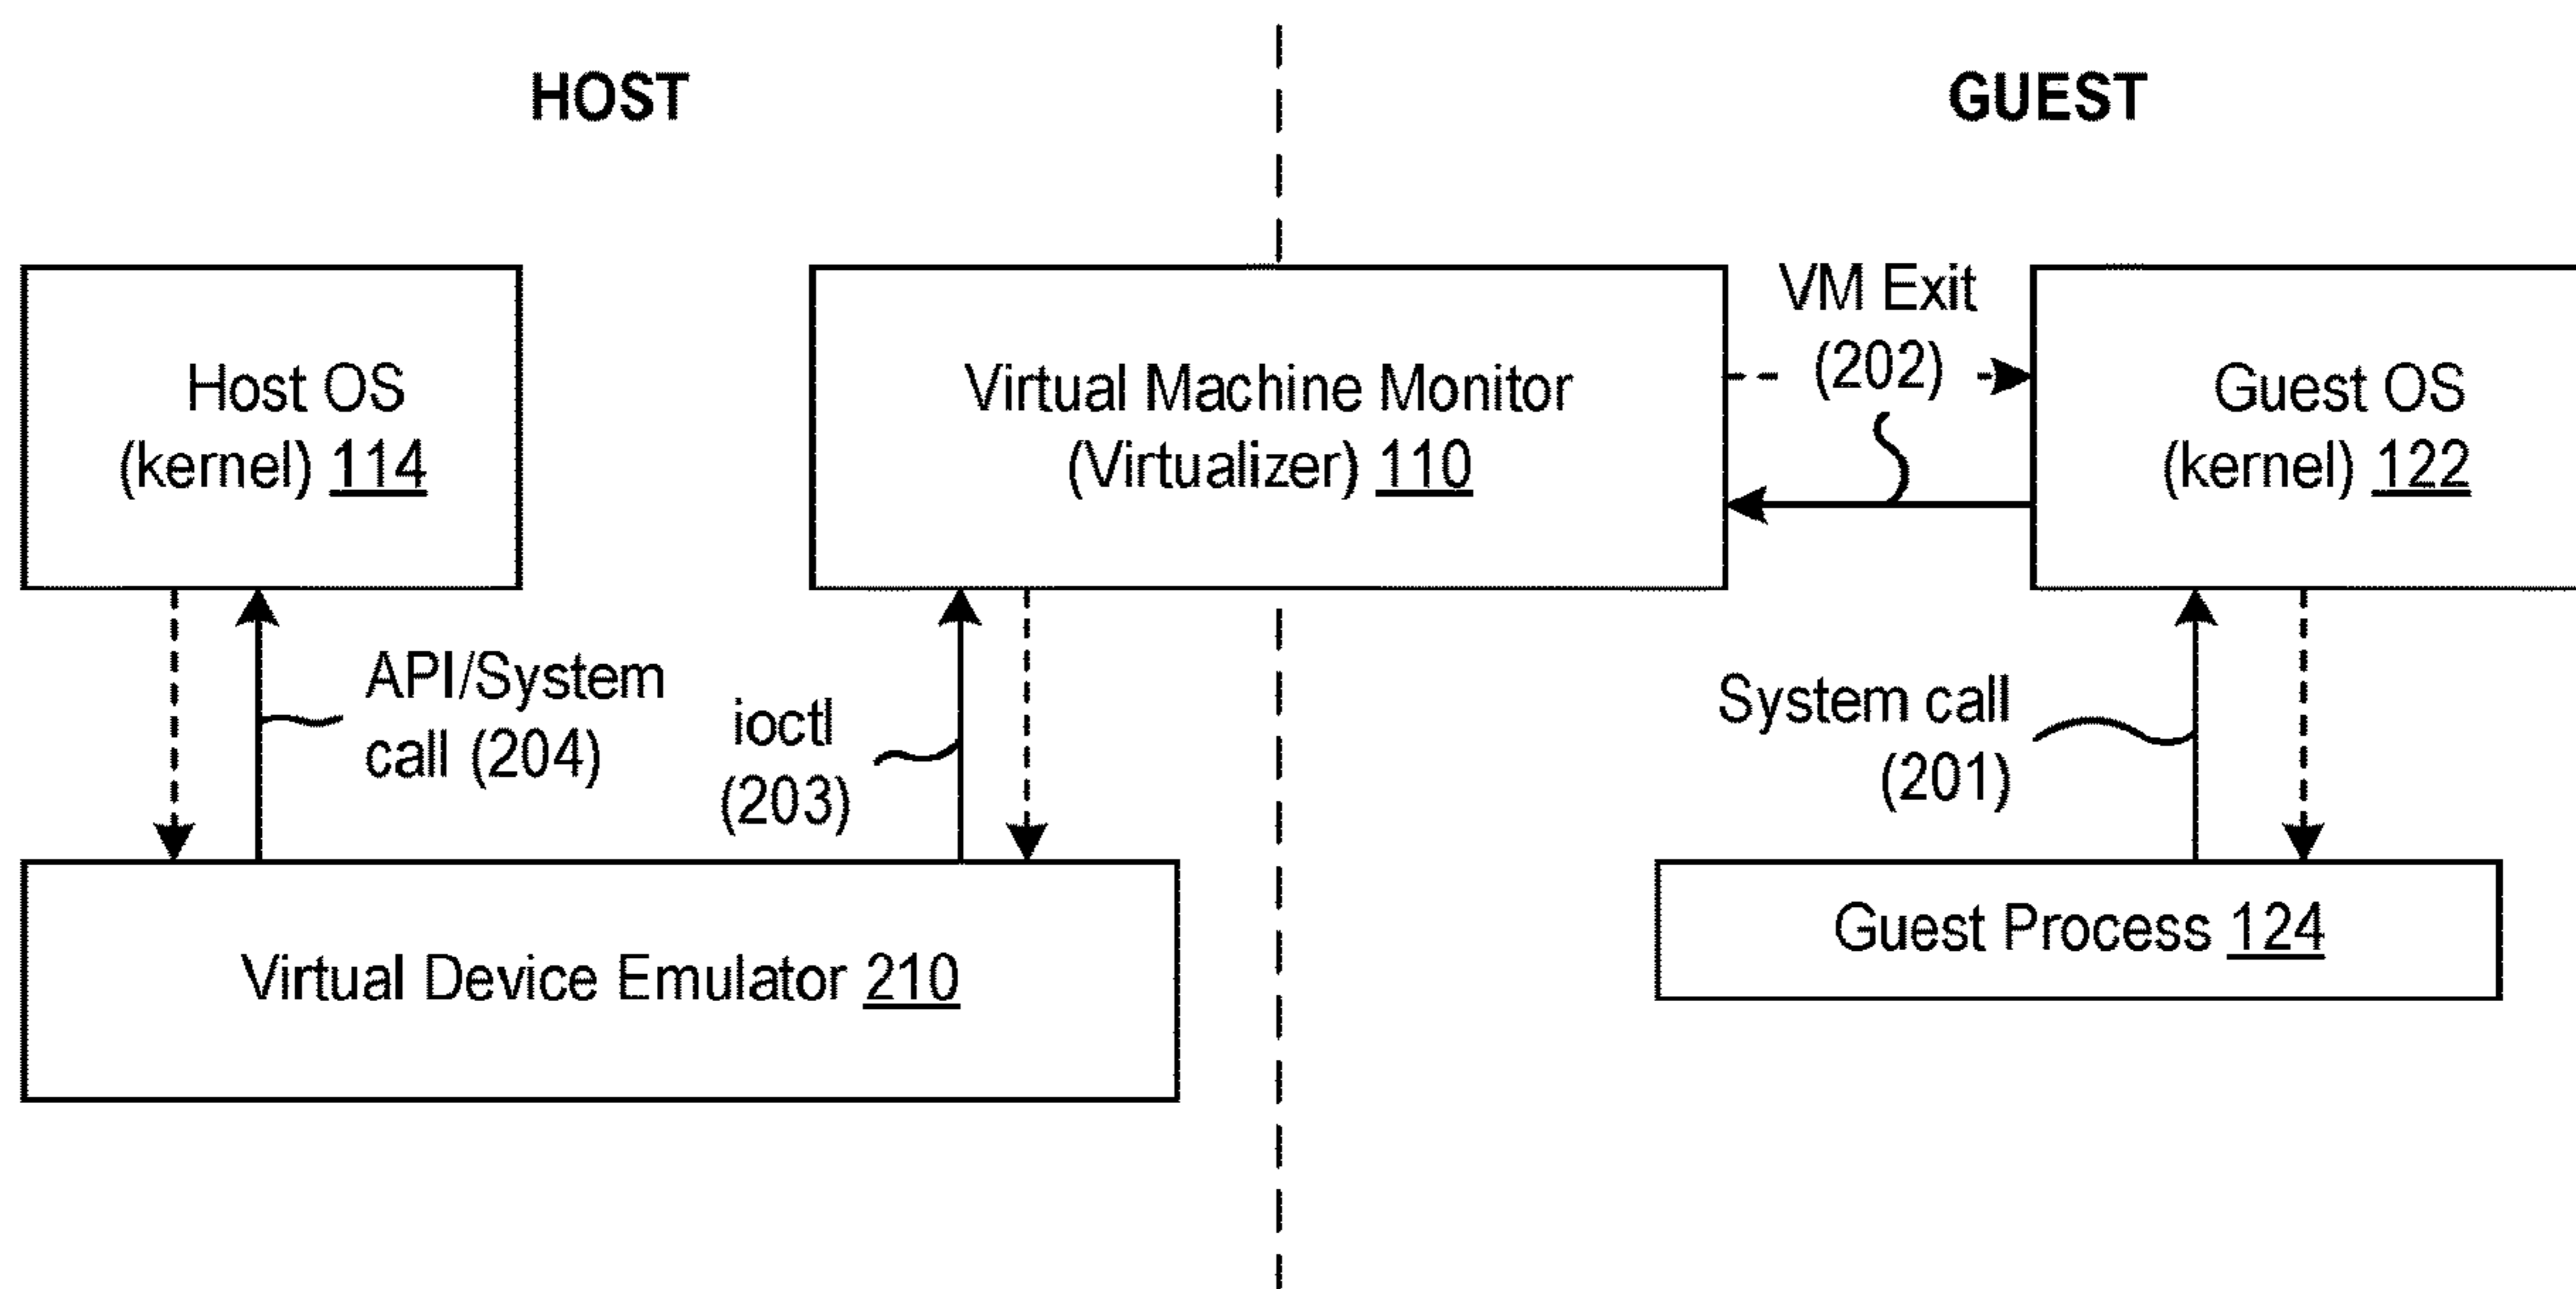 HOST
GUEST
Host OS
(kernel) 114
Virtual Machine Monitor
(Virtualizer) 110
VM Exit
(202)
Guest OS
(kernel) 122
API/System
call (204)
ioctl
(203)
System call
(201)
Virtual Device Emulator 210
Guest Process 124